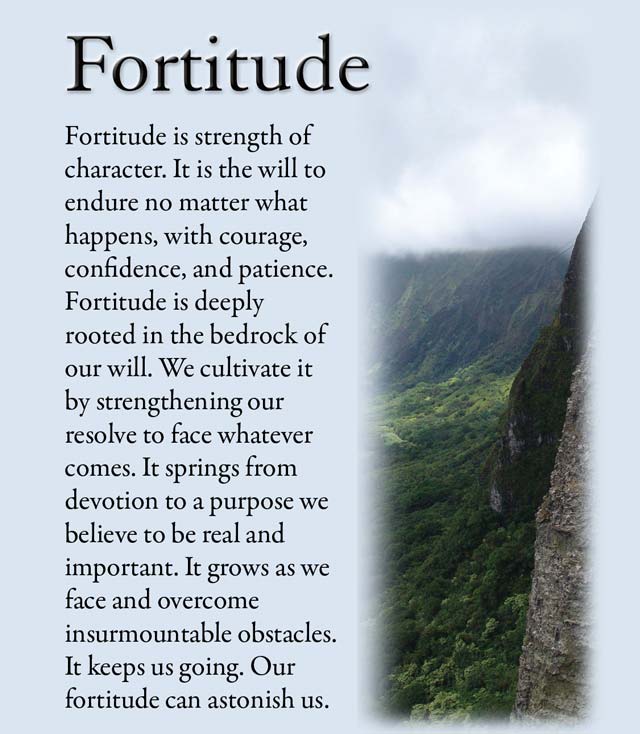 Fortitude
Fortitude is strength of
character. It is the will to
endure no matter what
happens, with courage,
confidence, and patience.
Fortitude is deeply
rooted in the bedrock of
our will. We cultivate it
by strengthening our
resolve to face whatever
comes. It springs from
devotion to a purpose we
believe to be real and
important. It grows as we
face and overcome
insurmountable obstacles.
It keeps us going. Our
fortitude can astonish us.